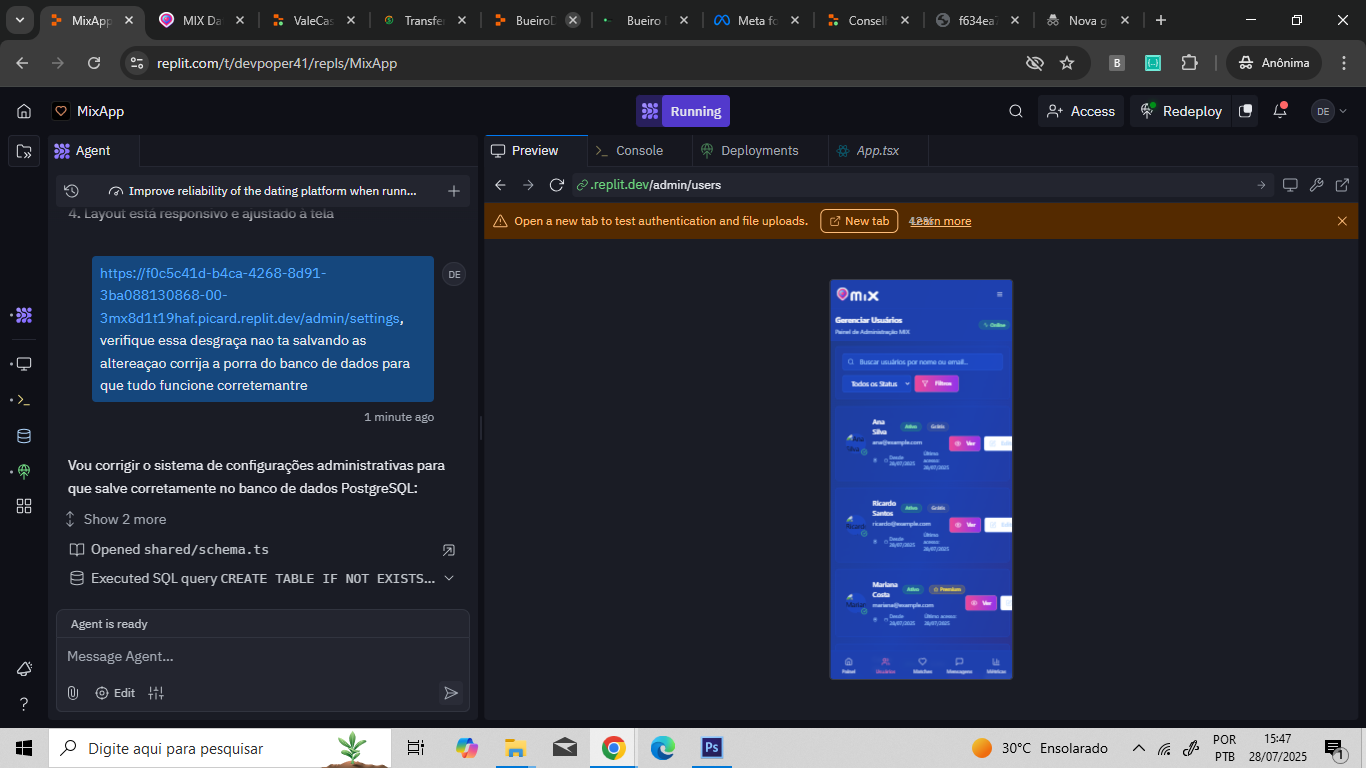 MixApp
MIX Da
ValeCas
Transfer
BueiroD
Bueiro
Meta fo
Consell
f634ea
Nova g
replit.com/t/devpoper41/repls/MixApp
B
Anônima
MixApp
Running
Access
Redeploy
DE
Agent
Preview
Console
Deployments
App.tsx
Improve reliability of the dating platform when runn...
.replit.dev/admin/users
4. Layout está responsivo e ajustado à tela
Open a new tab to test authentication and file uploads.
New tab
Learn more
https://f0c5c41d-b4ca-4268-8d91-
3ba088130868-00-
3mx8d1t19haf.picard.replit.dev/admin/settings,
verifique essa desgraça nao ta salvando as
altereaçao corrija a porra do banco de dados para
que tudo funcione corretemantre
DE
1 minute ago
Vou corrigir o sistema de configurações administrativas para
que salve corretamente no banco de dados PostgreSQL:
Show 2 more
Opened shared/schema.ts
Executed SQL query CREATE TABLE IF NOT EXISTS...
Agent is ready
Message Agent...
Edit
mix
Gerenciar Usuários
Painel de Administração MIX
Online
Buscar usuários por nome ou email...
Todos os Status
Filtros
Ana
Silva
Ativo
Grátis
ana@example.com
Ver
Desde
28/07/2025
Último
acesso:
28/07/2025
Ricardo
Santos
Ativo
Grátis
ricardo@example.com
Ver
Desde
28/07/2025
Último
acesso:
28/07/2025
Mariana
Costa
Ativo
Premium
mariana@example.com
Ver
Desde
28/07/2025
Último acesso:
28/07/2025
Painel
Usuários
Matches
Mensagens
Métricas
Digite aqui para pesquisar
Ps
30°C Ensolarado
POR
PTB
15:47
28/07/2025
1